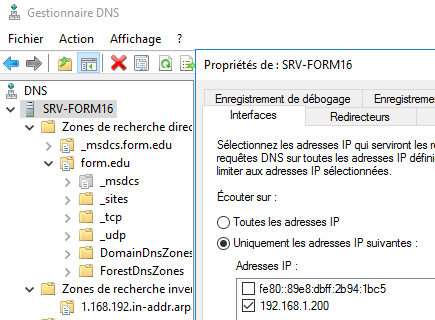 Gestionnaire DNS
Fichier Action Affichage ?
DNS
SRV-FORM16
Zones de recherche direc
_msdcs.form.edu
form.edu
_msdcs
_sites
_tcp
_udp
DomainDnsZones
ForestDnsZones
Zones de recherche inver
1.168.192.in-addr.arp
Propriétés de : SRV-FORM16
Enregistrement de débogage Enregistreme
Interfaces Redirecteurs
Sélectionnez les adresses IP qui serviront les re
requêtes DNS sur toutes les adresses IP définie
limiter aux adresses IP sélectionnées.
Écouter sur :
Toutes les adresses IP
Uniquement les adresses IP suivantes :
Adresses IP :
fe80::89e8:dbff:2b94:1bc5
192.168.1.200